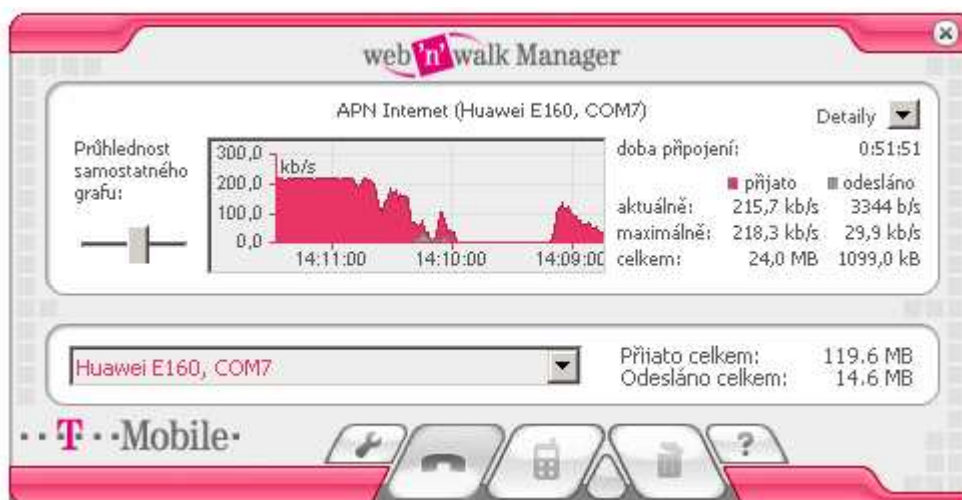 web'n'walk Manager
APN Internet (Huawei E160, COM7)
Detaily
Průhlednost
samostatného
grafu:
300,0
200,0
100,0
0,0
kb/s
14:11:00 14:10:00 14:09:00
doba připojení: 0:51:51
přijato odesláno
aktuálně: 215,7 kb/s 3344 b/s
maximálně: 218,3 kb/s 29,9 kb/s
celkem: 24,0 MB 1099,0 kB
Huawei E160, COM7
Přijato celkem: 119.6 MB
Odesláno celkem: 14.6 MB
··T··Mobile·
?